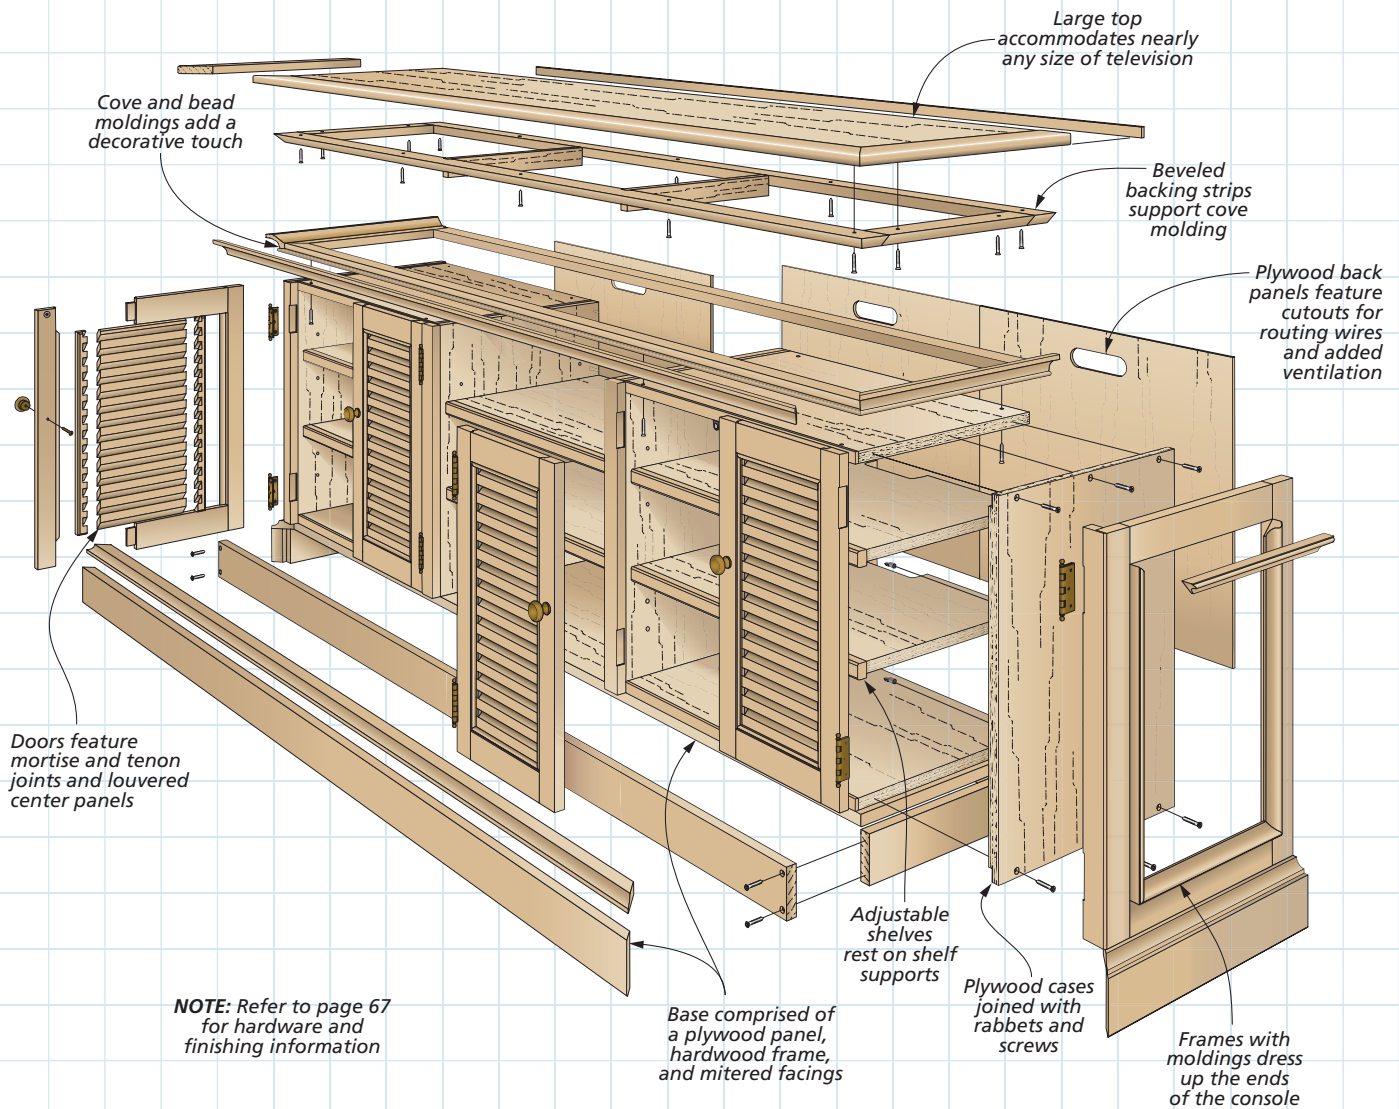 Large top
accommodates nearly
any size of television
Cove and bead
moldings add a
decorative touch
Beveled
backing strips
support cove
molding
Plywood back
panels feature
cutouts for
routing wires
and added
ventilation
Doors feature
mortise and tenon
joints and louvered
center panels
Adjustable
shelves
rest on shelf
supports
Plywood cases
joined with
rabbets and
screws
NOTE: Refer to page 67
for hardware and
finishing information
Base comprised of
a plywood panel,
hardwood frame,
and mitered facings
Frames with
moldings dress
up the ends
of the console